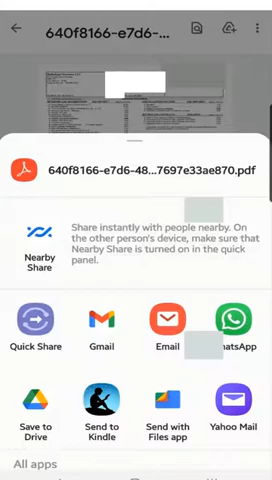 640f8166-e7d6-...
640f8166-e7d6-48...7697e33ae870.pdf
Share instantly with people nearby. On
the other person's device, make sure that
Nearby Share is turned on in the quick
panel.
Nearby
Share
Quick Share
Gmail
Email
hatsApp
Save to
Drive
Send to
Kindle
Send with
Files app
Yahoo Mail
All apps